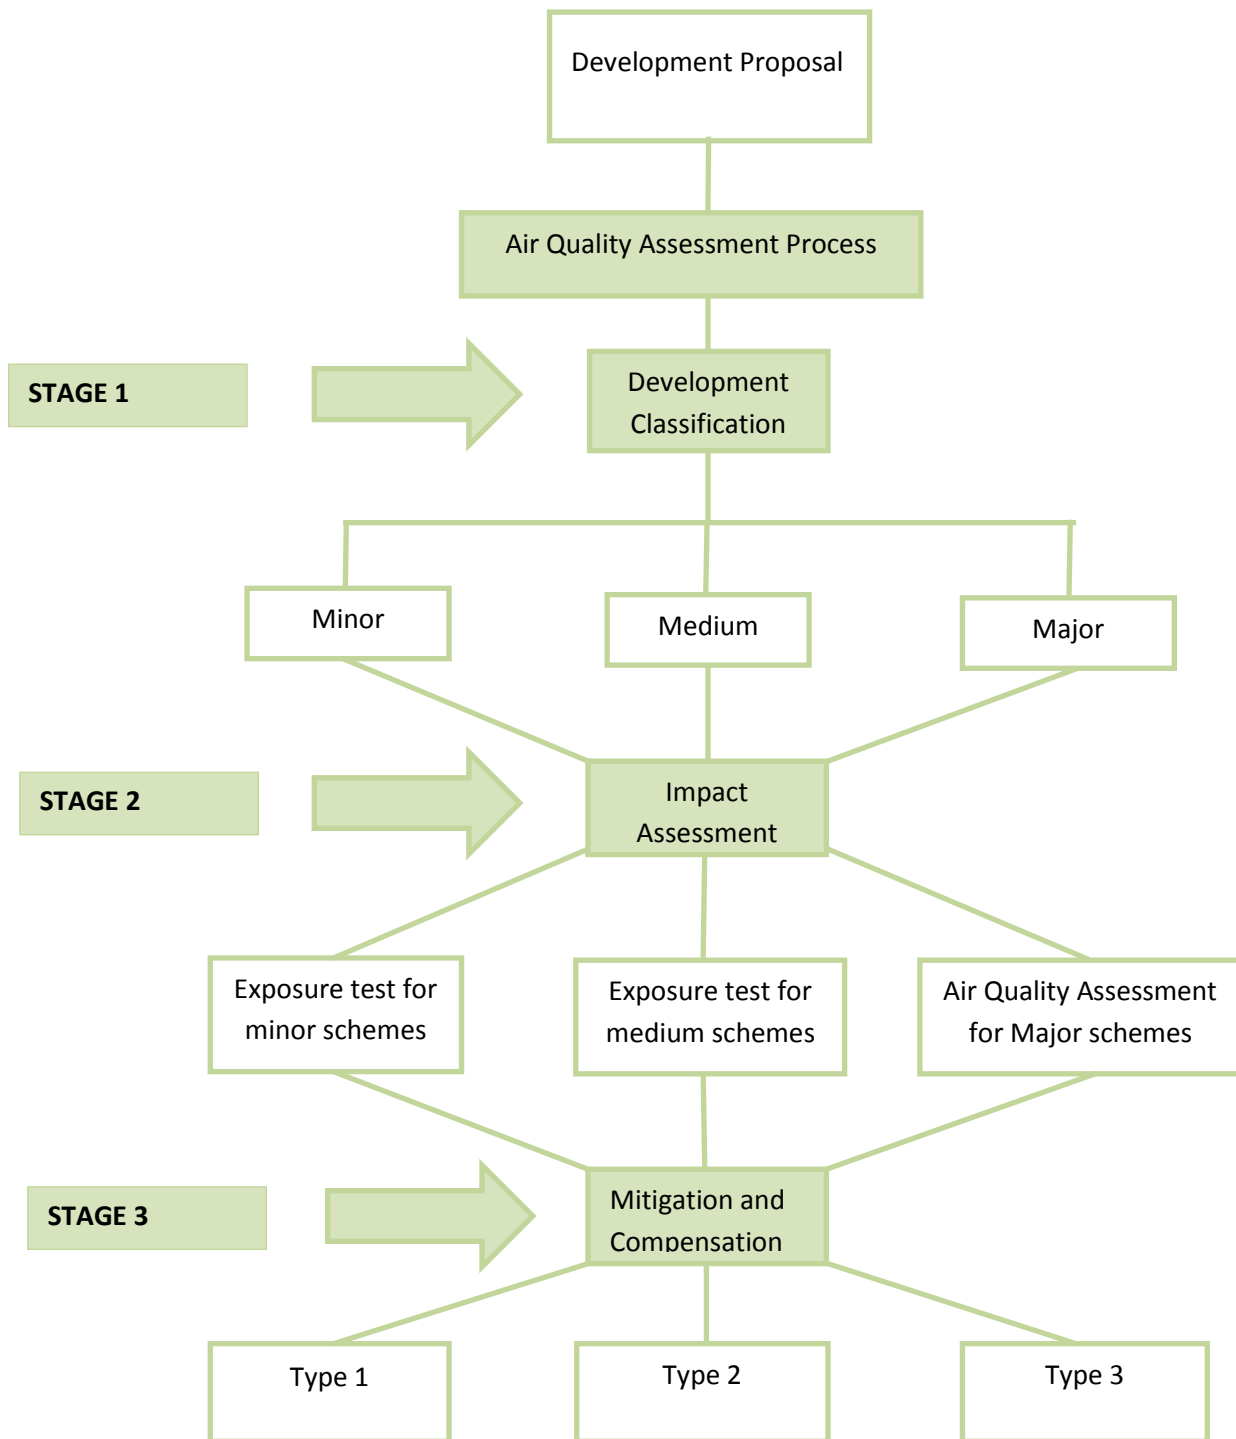 Development Proposal
Air Quality Assessment Process
STAGE 1
Development
Classification
Minor
Medium
Major
STAGE 2
Impact
Assessment
Exposure test for
minor schemes
Exposure test for
medium schemes
Air Quality Assessment
for Major schemes
STAGE 3
Mitigation and
Compensation
Type 1
Type 2
Type 3